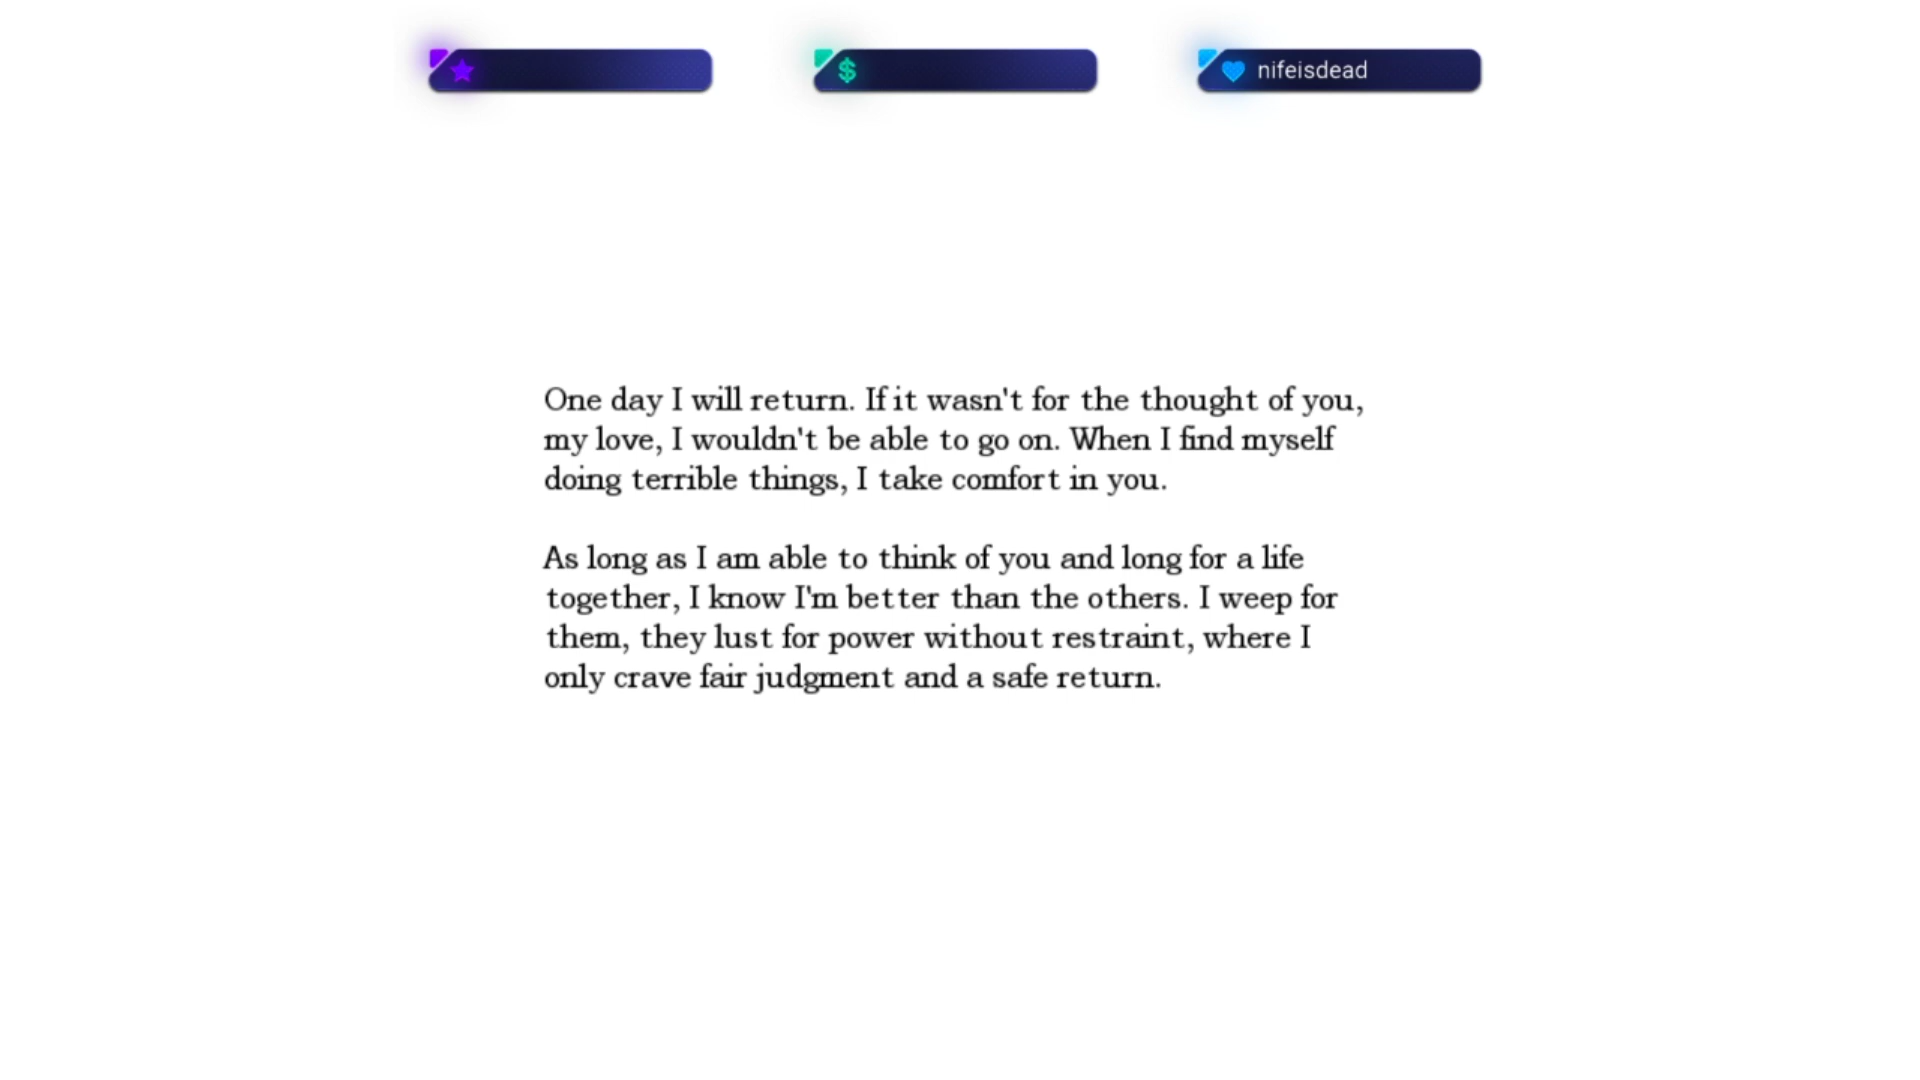 nifeisdead
One day I will return. If it wasn't for the thought of you,
my love, I wouldn't be able to go on. When I find myself
doing terrible things, I take comfort in you.
As long as I am able to think of you and long for a life
together, I know I'm better than the others. I weep for
them, they lust for power without restraint, where I
only crave fair judgment and a safe return.